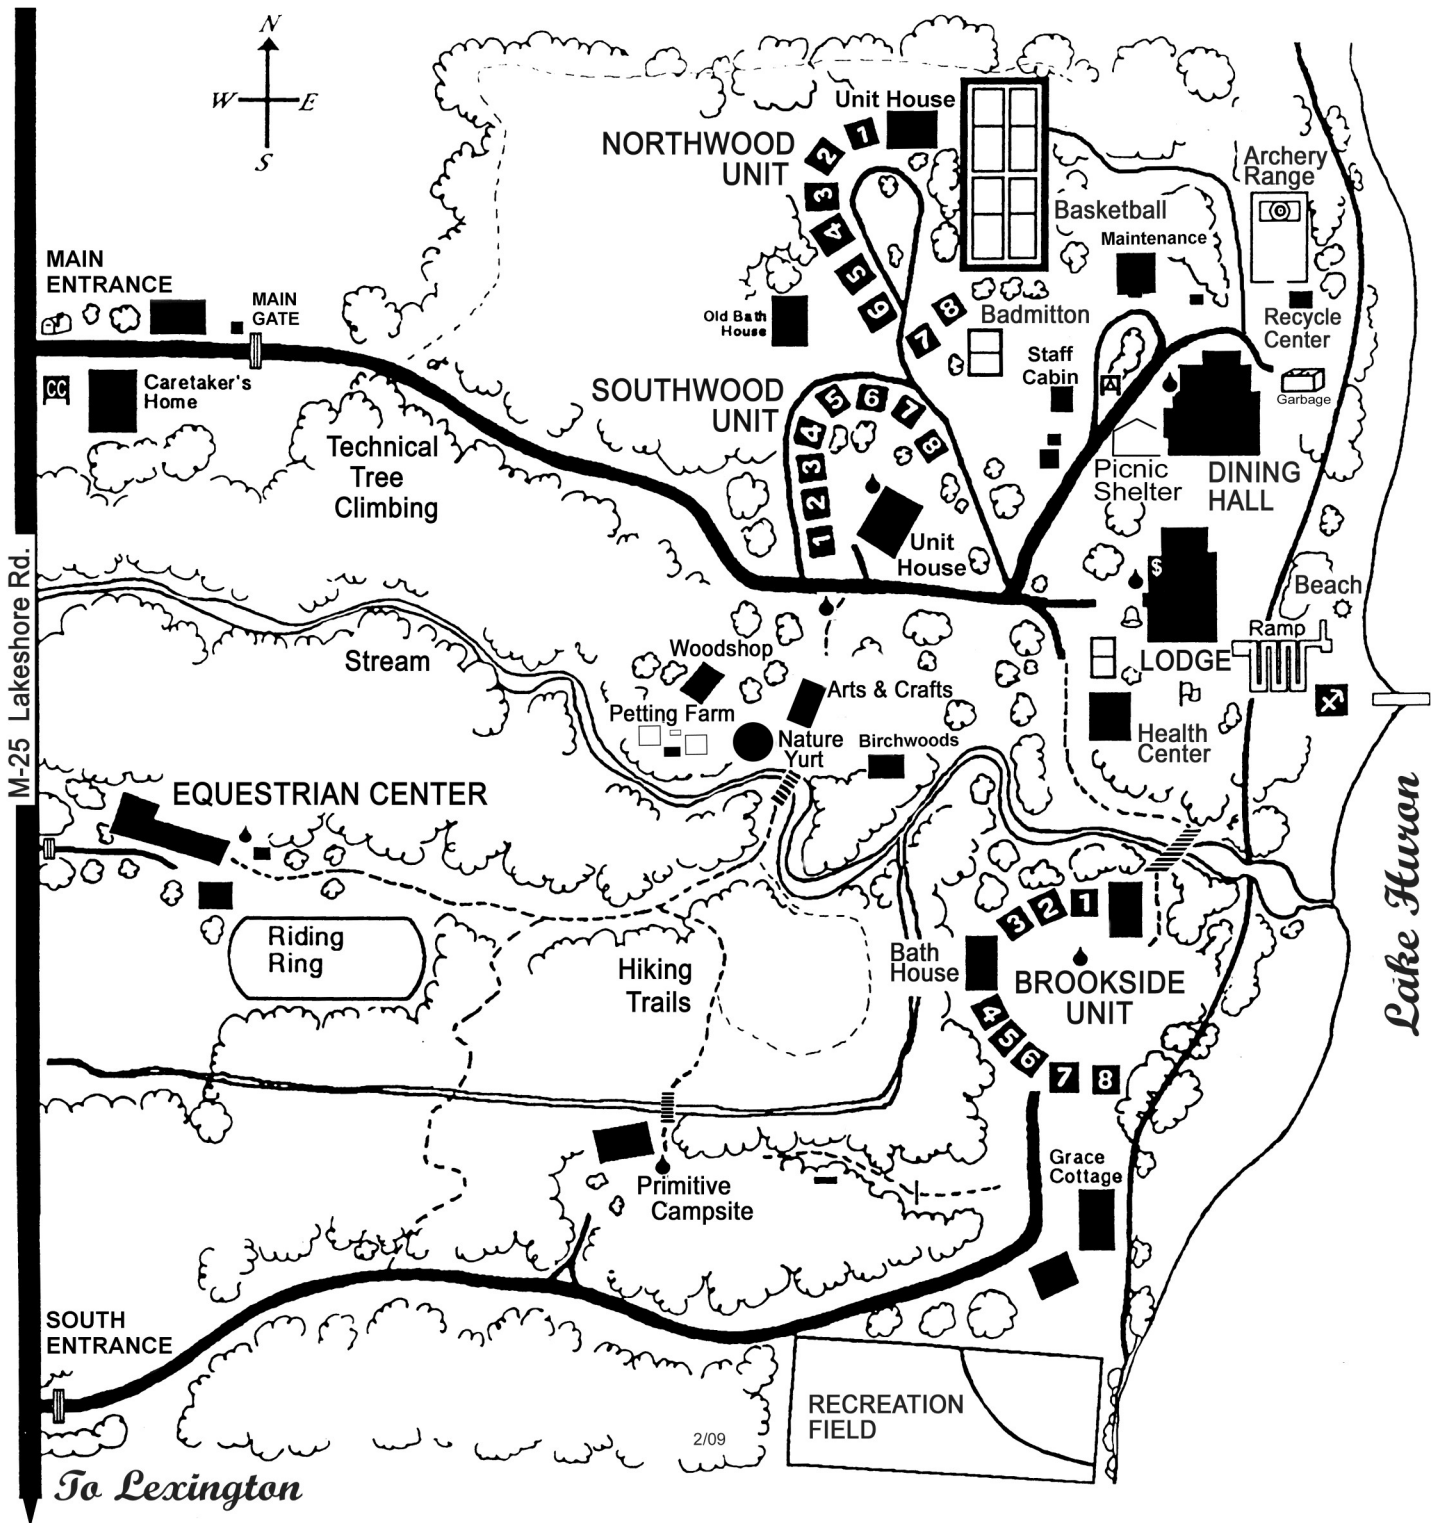 N
W
E
S
Unit House
NORTHWOOD
UNIT
1
2
3
4
5
6
7
8
Archery
Range
Basketball
Maintenance
MAIN
ENTRANCE
MAIN
GATE
Old Bath
House
Badmitton
Recycle
Center
Staff
Cabin
CC
Caretaker's
Home
SOUTHWOOD
UNIT
1
2
3
4
5
6
7
8
A
Garbage
Technical
Tree
Climbing
Picnic
Shelter
DINING
HALL
Unit
House
$
M-25 Lakeshore Rd.
Beach
Ramp
Stream
Woodshop
LODGE
Arts & Crafts
Petting Farm
Nature
Yurt
Birchwoods
Health
Center
EQUESTRIAN CENTER
Lake Huron
Riding
Ring
Hiking
Trails
Bath
House
1
2
3
BROOKSIDE
UNIT
4
5
6
7
8
Grace
Cottage
Primitive
Campsite
SOUTH
ENTRANCE
RECREATION
FIELD
2/09
To Lexington